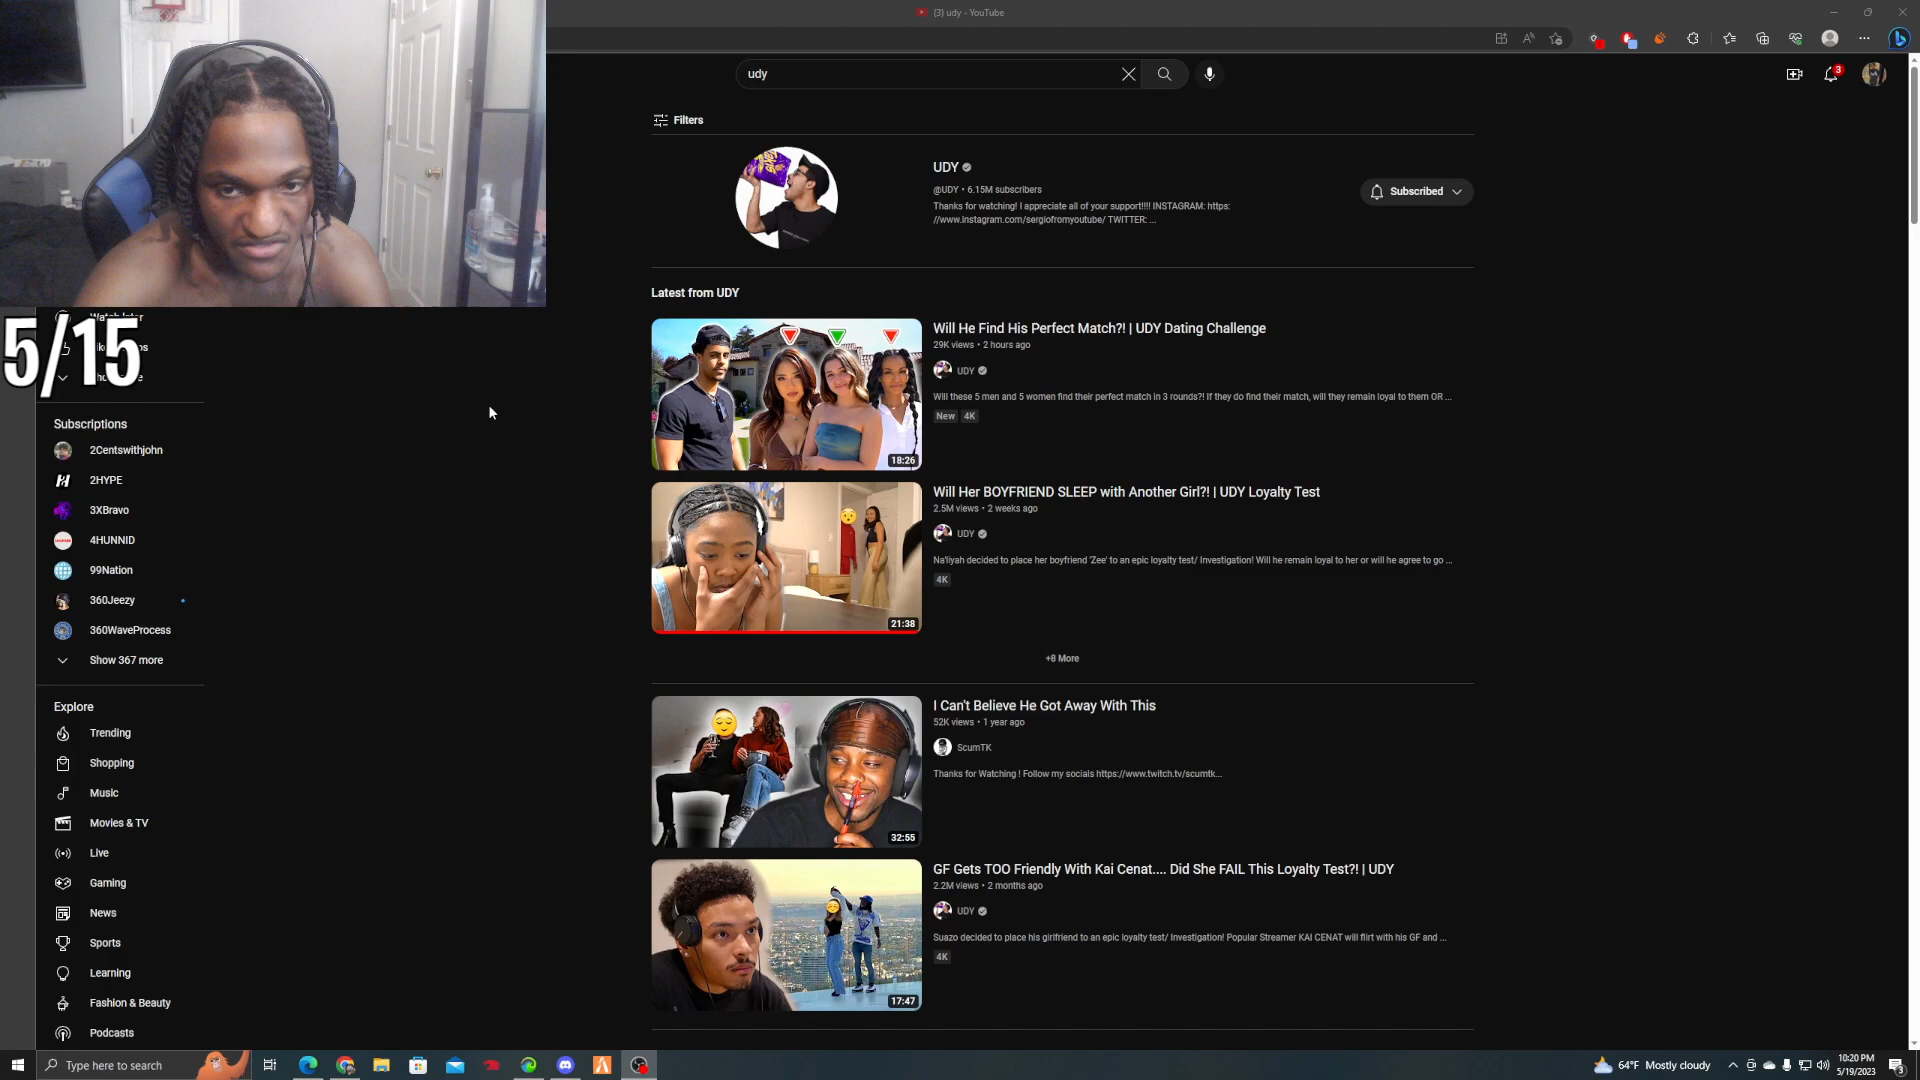 (3) udy - YouTube
udy
3
Filters
UDY
@UDY • 6.15M subscribers
Subscribed
Thanks for watching! I appreciate all of your support!!!! INSTAGRAM: https:
//www.instagram.com/sergiofromyoutube/ TWITTER: ...
Latest from UDY
Will He Find His Perfect Match?! | UDY Dating Challenge
29K views • 2 hours ago
UDY
Will these 5 men and 5 women find their perfect match in 3 rounds?! If they do find their match, will they remain loyal to them OR ...
New 4K
18:26
Will Her BOYFRIEND SLEEP with Another Girl?! | UDY Loyalty Test
2.5M views • 2 weeks ago
UDY
Na'liyah decided to place her boyfriend 'Zee' to an epic loyalty test/ Investigation! Will he remain loyal to her or will he agree to go ...
4K
21:38
+8 More
I Can't Believe He Got Away With This
52K views • 1 year ago
ScumTK
Thanks for Watching ! Follow my socials https://www.twitch.tv/scumtk...
32:55
GF Gets TOO Friendly With Kai Cenat.... Did She FAIL This Loyalty Test?! | UDY
2.2M views • 2 months ago
UDY
Suazo decided to place his girlfriend to an epic loyalty test/ Investigation! Popular Streamer KAI CENAT will flirt with his GF and ...
4K
17:47
5/15
Subscriptions
2Centswithjohn
2HYPE
3XBravo
4HUNNID
99Nation
360Jeezy
360WaveProcess
Show 367 more
Explore
Trending
Shopping
Music
Movies & TV
Live
Gaming
News
Sports
Learning
Fashion & Beauty
Podcasts
Type here to search
64°F Mostly cloudy
10:20 PM
5/19/2023
3